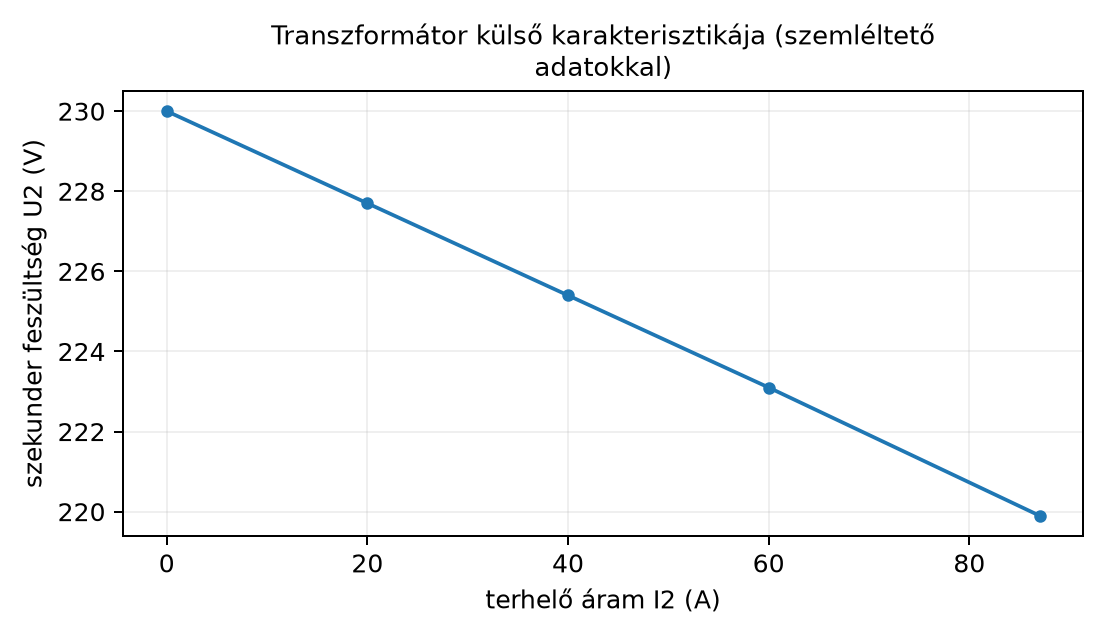 Transzformátor külső karakterisztikája (szemléltető
adatokkal)
szekunder feszültség U2 (V)
230
228
226
224
222
220
0 20 40 60 80
terhelő áram I2 (A)